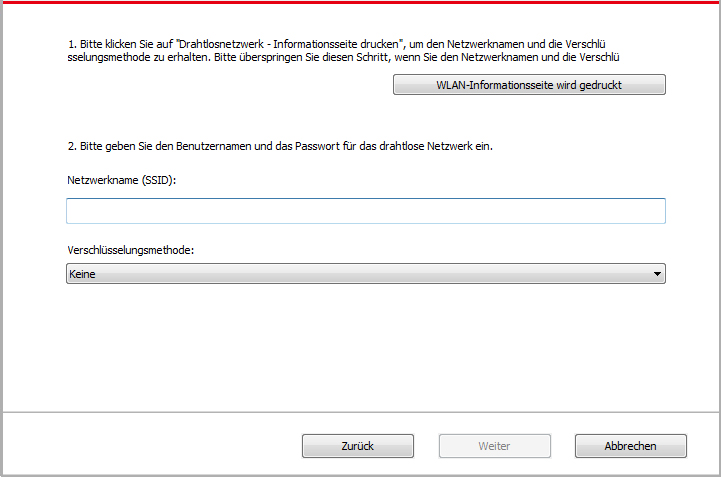 1. Bitte klicken Sie auf "Drahtlosnetzwerk - Informationsseite drucken", um den Netzwerknamen und die Verschlü
sselungsmethode zu erhalten. Bitte überspringen Sie diesen Schritt, wenn Sie den Netzwerknamen und die Verschlü
WLAN-Informationsseite wird gedruckt
2. Bitte geben Sie den Benutzernamen und das Passwort für das drahtlose Netzwerk ein.
Netzwerkname (SSID):
Verschlüsselungsmethode:
Keine
Zurück Weiter Abbrechen